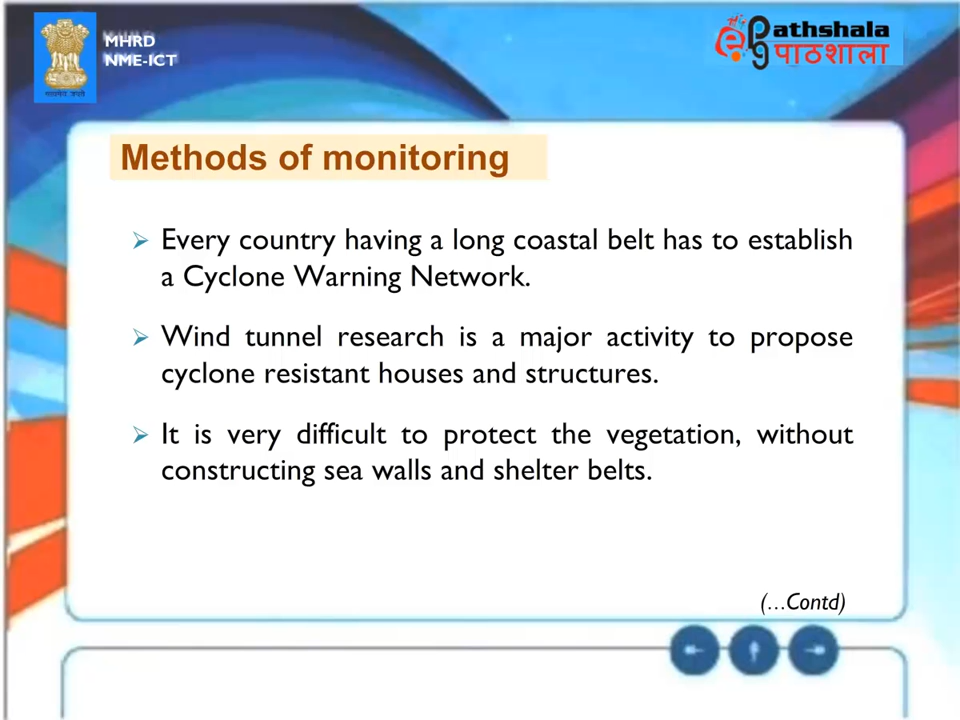 MHRD
NME-ICT
ePathshala
पाठशाला
Methods of monitoring
Every country having a long coastal belt has to establish
a Cyclone Warning Network.
Wind tunnel research is a major activity to propose
cyclone resistant houses and structures.
It is very difficult to protect the vegetation, without
constructing sea walls and shelter belts.
(...Contd)